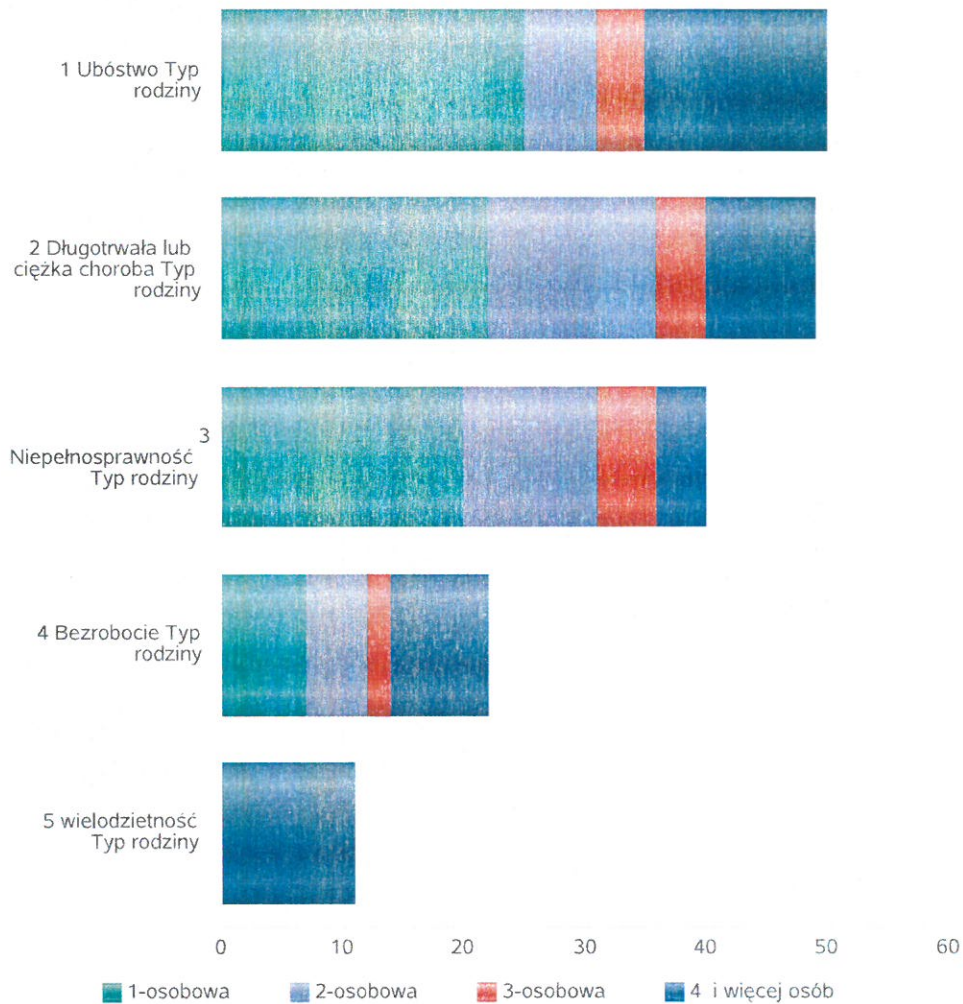 1 Ubóstwo Typ
rodziny
2 Długotrwała lub
ciężka choroba Typ
rodziny
3
Niepełnosprawność
Typ rodziny
4 Bezrobocie Typ
rodziny
5 wielodzietność
Typ rodziny
0 10 20 30 40 50 60
1-osobowa 2-osobowa 3-osobowa 4 i więcej osób